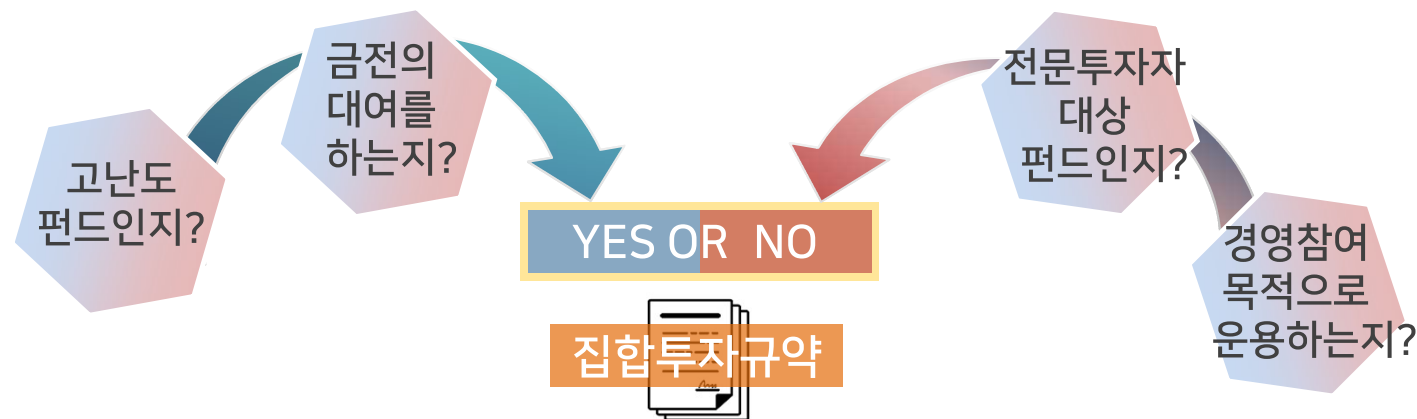 고난도
펀드인지?
금전의
대여를
하는지?
전문투자자
대상
펀드인지?
경영참여
목적으로
운용하는지?
YES OR NO
집합투자규약